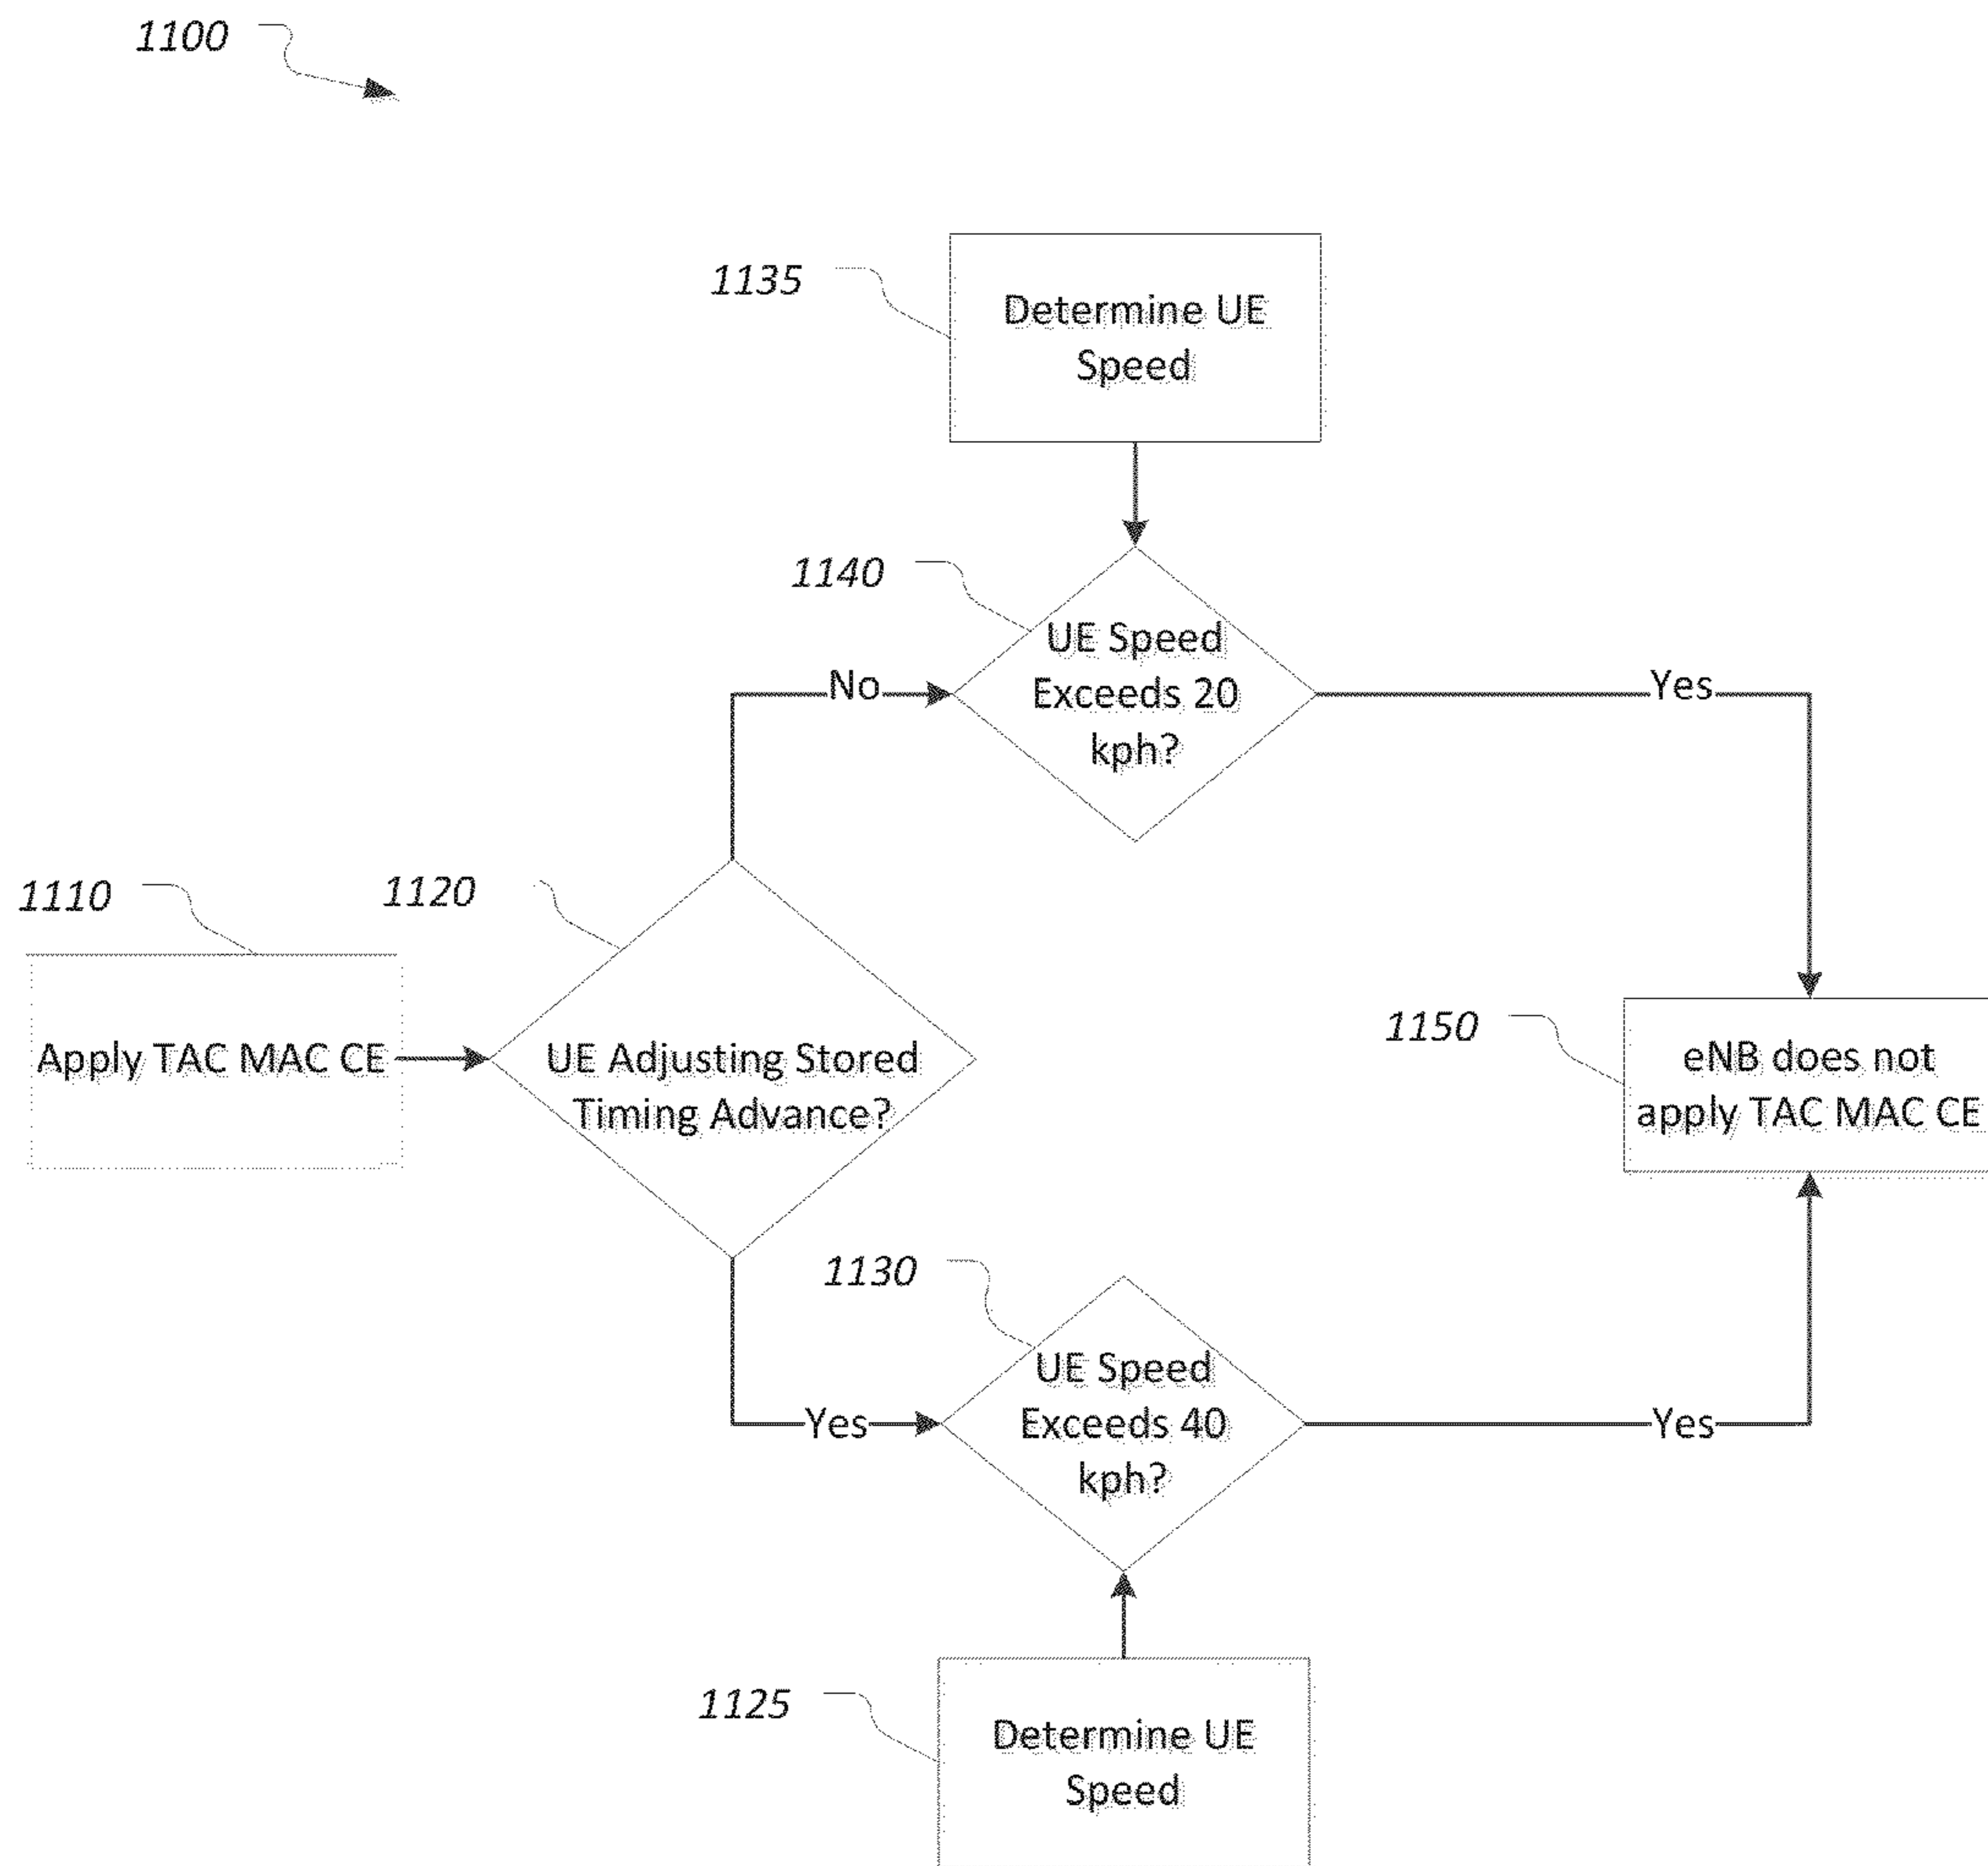 1100
1135
Determine UE
Speed
1140
UE Speed
Exceeds 20
kph?
No
Yes
1110
1120
Apply TAC MAC CE
UE Adjusting Stored
Timing Advance?
1150
eNB does not
apply TAC MAC CE
1130
UE Speed
Exceeds 40
kph?
Yes
Yes
1125
Determine UE
Speed